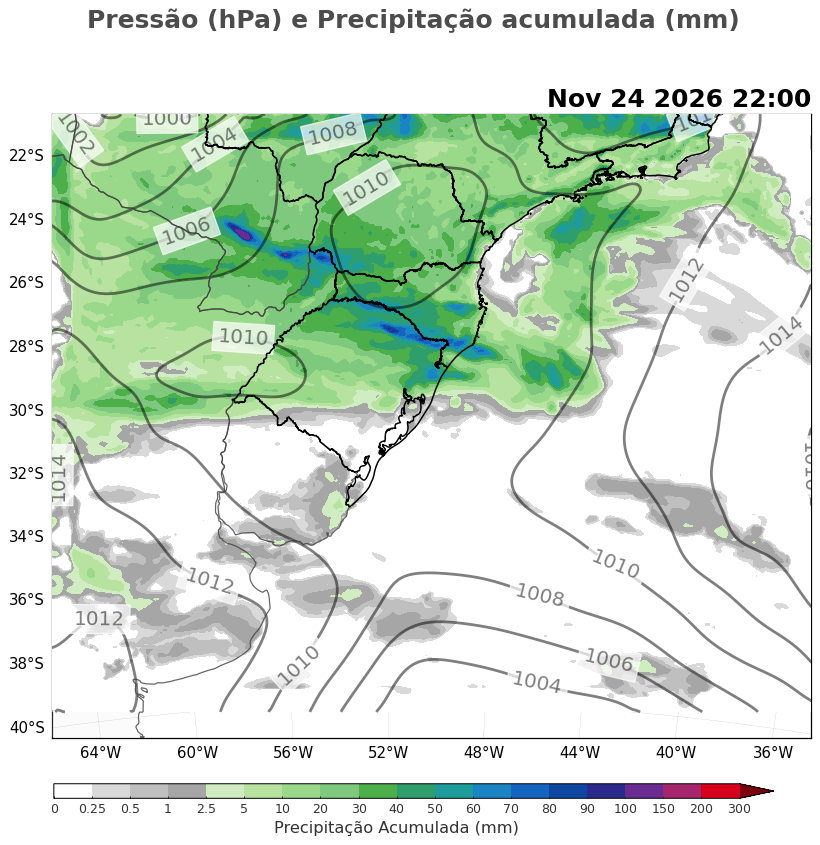 Pressão (hPa) e Precipitação acumulada (mm)
Nov 24 2026 22:00
1002
1000
1004
1008
1010
1006
1012
1014
1010
1014
1012
1012
1010
1010
1008
1006
1004
22°S
24°S
26°S
28°S
30°S
32°S
34°S
36°S
38°S
40°S
64°W 60°W 56°W 52°W 48°W 44°W 40°W 36°W
0 0.25 0.5 1 2.5 5 10 20 30 40 50 60 70 80 90 100 150 200 300
Precipitação Acumulada (mm)